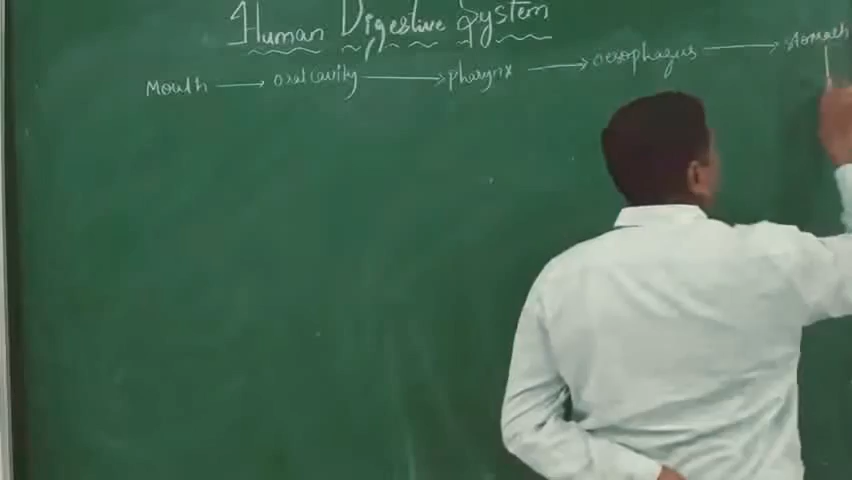 Human Digestive System
Mouth → oral cavity → pharynx → oesophagus → stomach